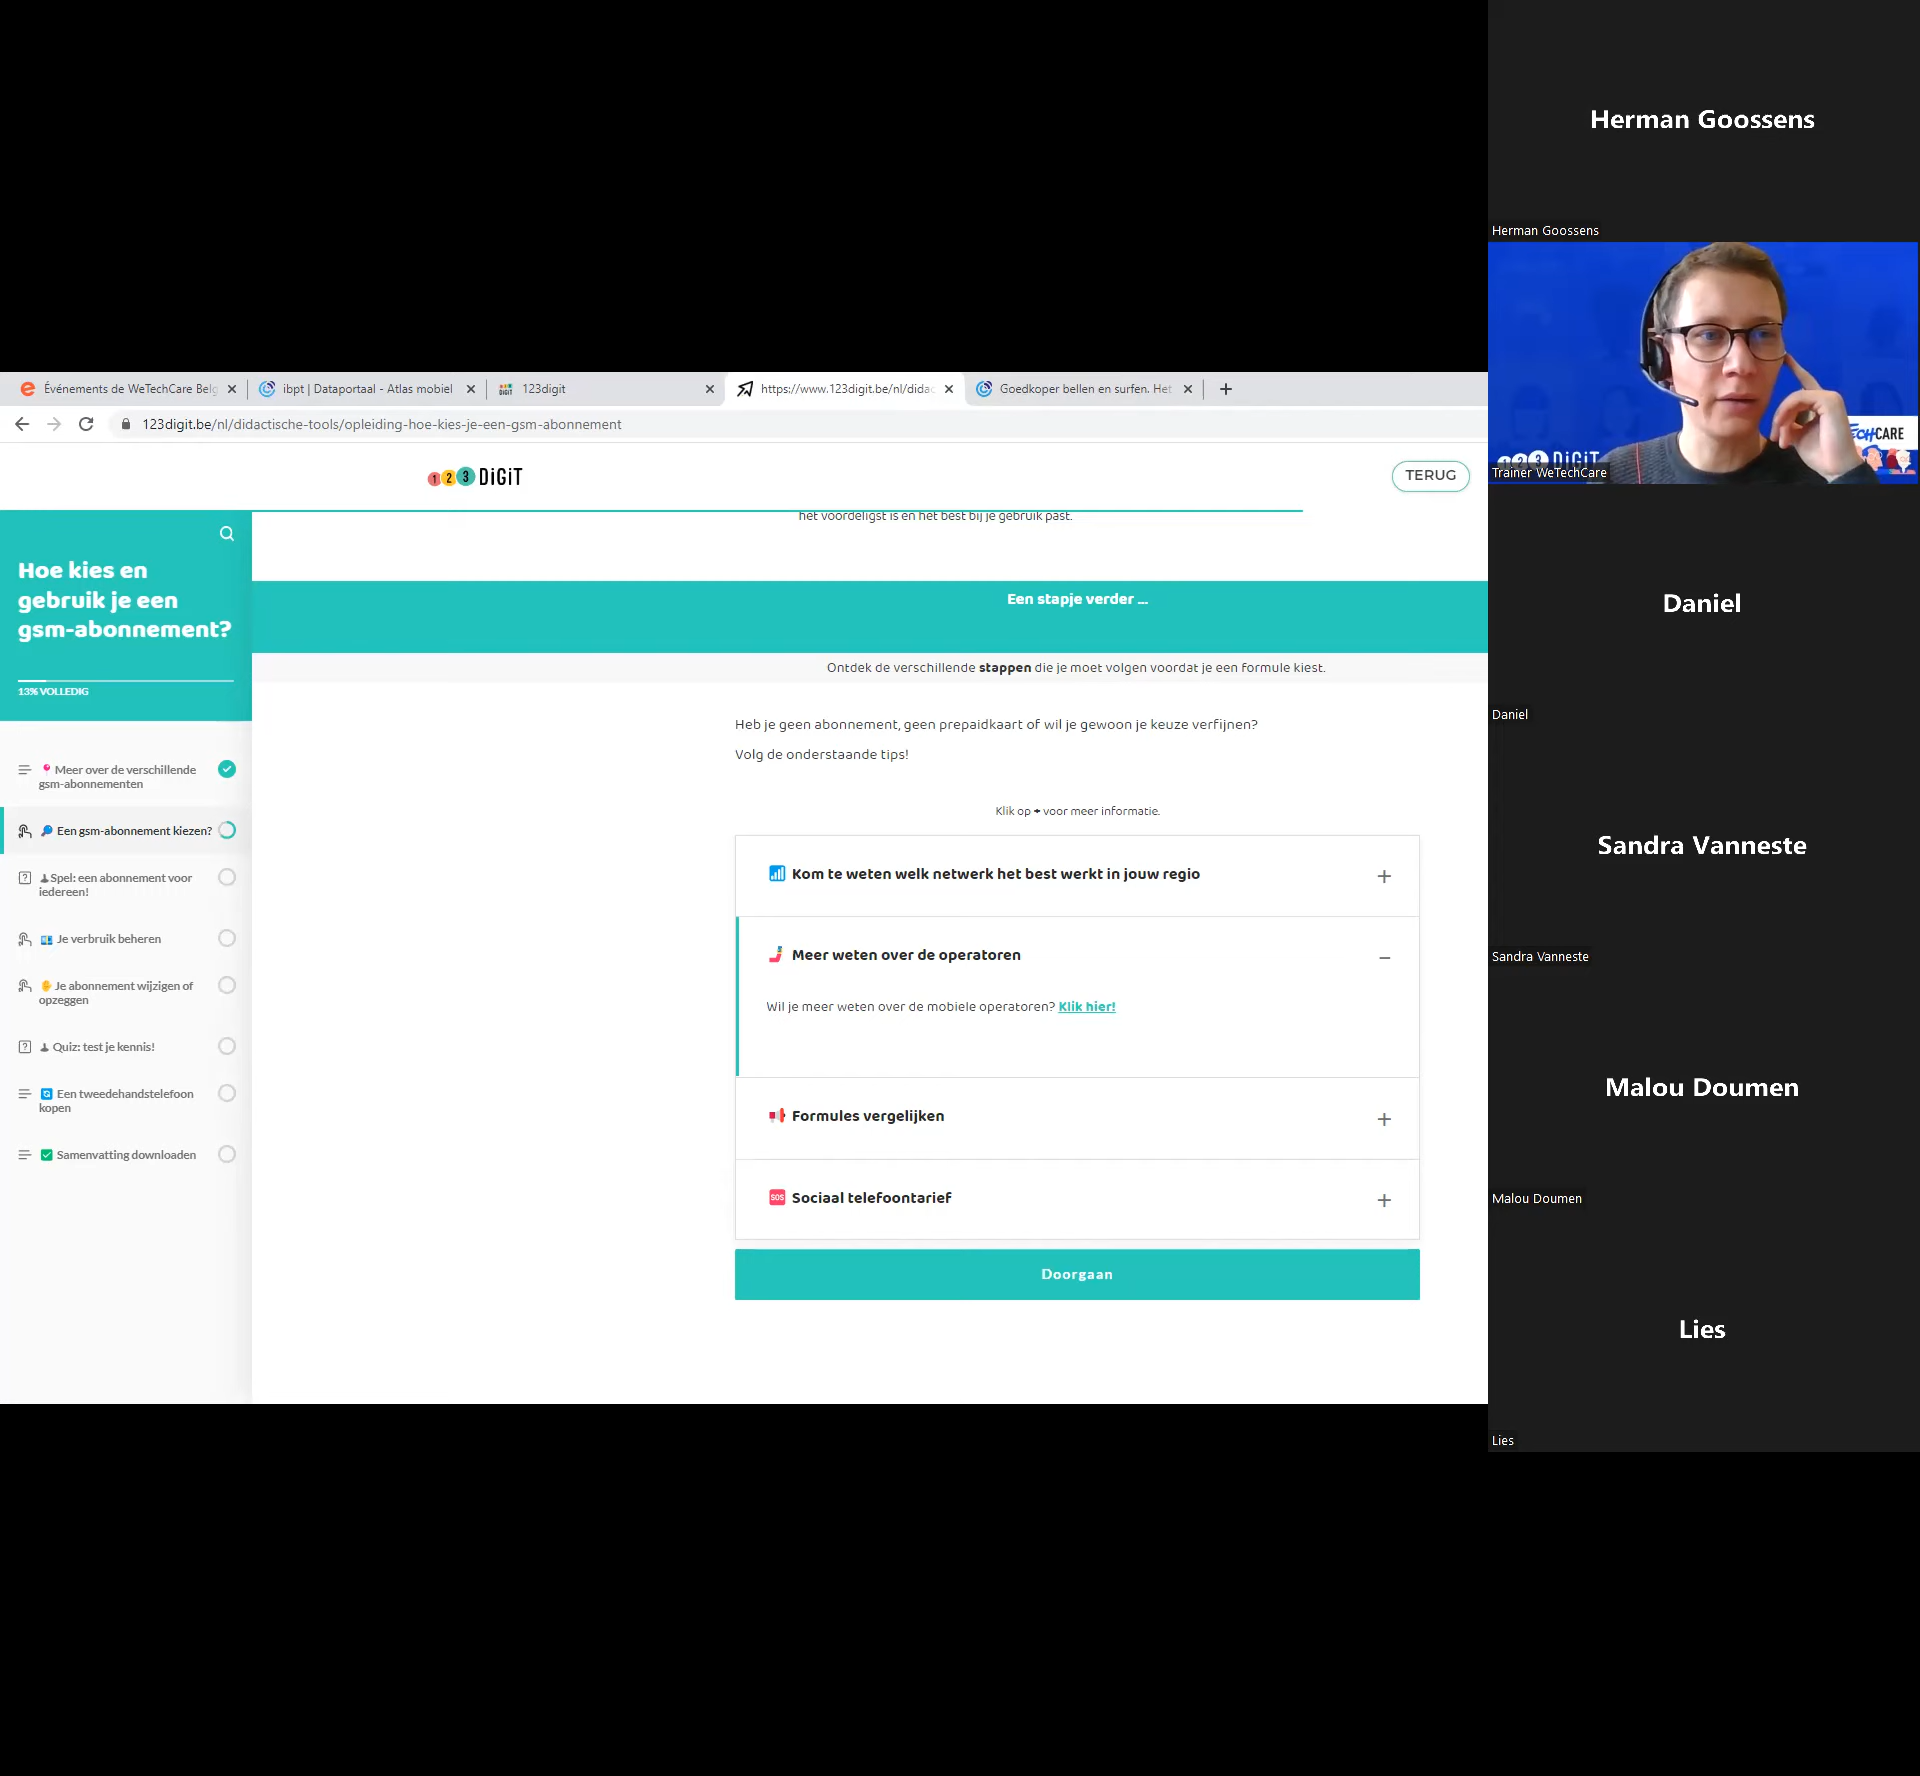 Événements de WeTechCare Belg
ibpt | Dataportaal - Atlas mobiel
123digit
https://www.123digit.be/nl/didac
Goedkoper bellen en surfen. Het
123digit.be/nl/didactische-tools/opleiding-hoe-kies-je-een-gsm-abonnement
123 DiGiT
TERUG
Hoe kies en
gebruik je een
gsm-abonnement?
13% VOLLEDIG
Meer over de verschillende
gsm-abonnementen
Een gsm-abonnement kiezen?
Spel: een abonnement voor
iedereen!
Je verbruik beheren
Je abonnement wijzigen of
opzeggen
Quiz: test je kennis!
Een tweedehandstelefoon
kopen
Samenvatting downloaden
het voordeligst is en het best bij je gebruik past.
Een stapje verder ...
Ontdek de verschillende stappen die je moet volgen voordat je een formule kiest.
Heb je geen abonnement, geen prepaidkaart of wil je gewoon je keuze verfijnen?
Volg de onderstaande tips!
Klik op + voor meer informatie.
Kom te weten welk netwerk het best werkt in jouw regio
Meer weten over de operatoren
Wil je meer weten over de mobiele operatoren? Klik hier!
Formules vergelijken
SOS Sociaal telefoontarief
Doorgaan
Herman Goossens
Herman Goossens
123 DIGIT
TECHCARE
Trainer WeTechCare
Daniel
Daniel
Sandra Vanneste
Sandra Vanneste
Malou Doumen
Malou Doumen
Lies
Lies